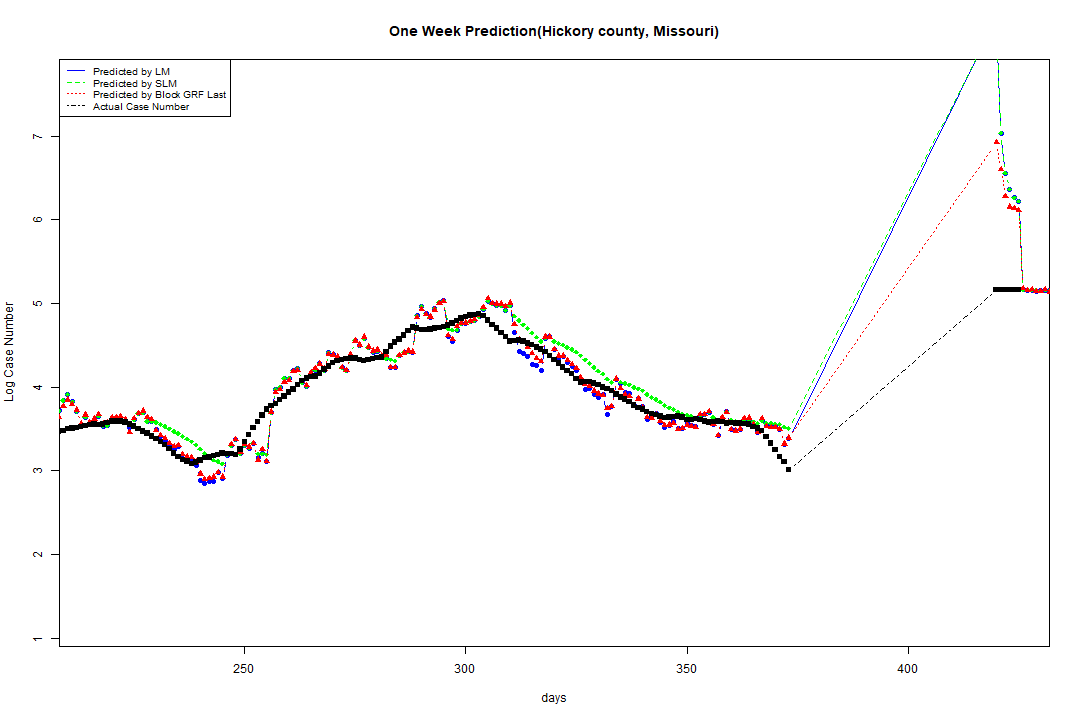 One Week Prediction(Hickory county, Missouri)
Predicted by LM
Predicted by SLM
Predicted by Block GRF Last
Actual Case Number
Log Case Number
7
6
5
4
3
2
1
250 300 350 400
days